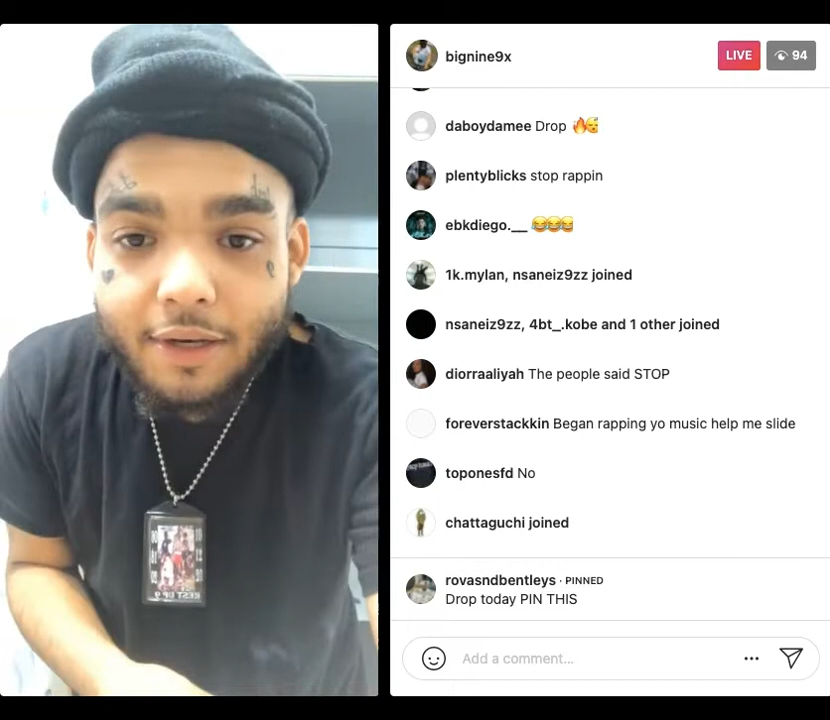 bignine9x
LIVE
94
daboydamee Drop 🔥😴
plentyblicks stop rappin
ebkdiego.__ 😂😂😂
1k.mylan, nsaneiz9zz joined
nsaneiz9zz, 4bt_.kobe and 1 other joined
diorraaliyah The people said STOP
foreverstackkin Began rapping yo music help me slide
toponesfd No
chattaguchi joined
rovasndbentleys · PINNED
Drop today PIN THIS
Add a comment...